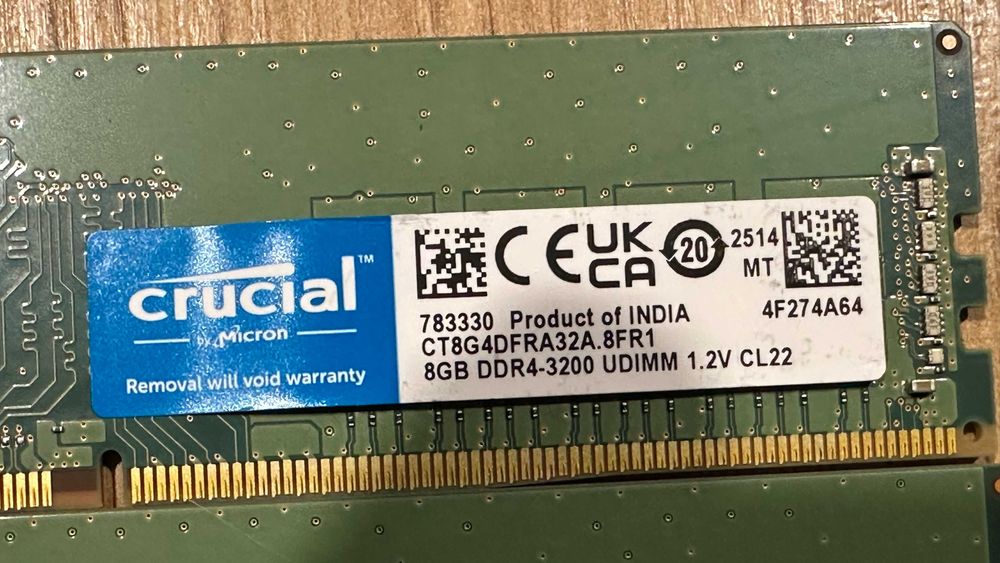 crucial™
by Micron
Removal will void warranty
CE UK CA 20 2514
MT
783330 Product of INDIA 4F274A64
CT8G4DFRA32A.8FR1
8GB DDR4-3200 UDIMM 1.2V CL22